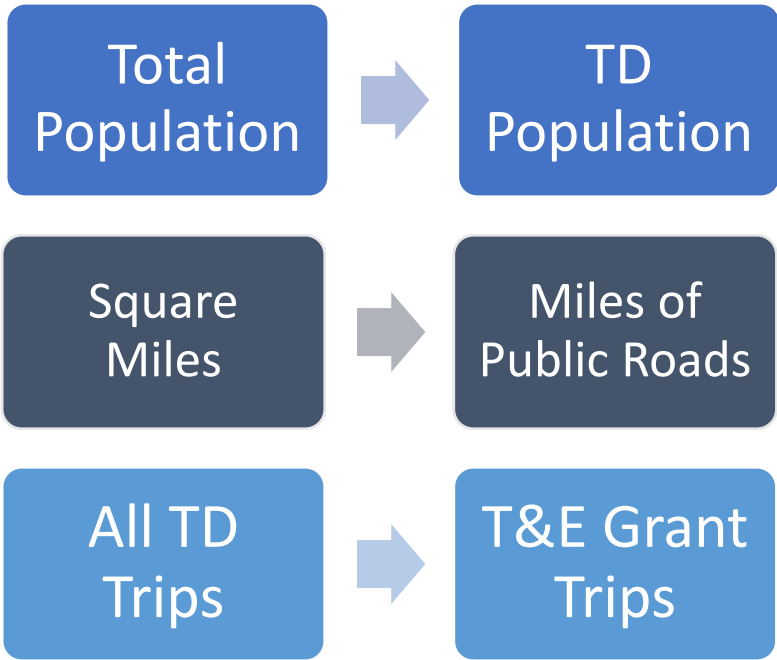 Total
Population
TD
Population
Square
Miles
Miles of
Public Roads
All TD
Trips
T&E Grant
Trips